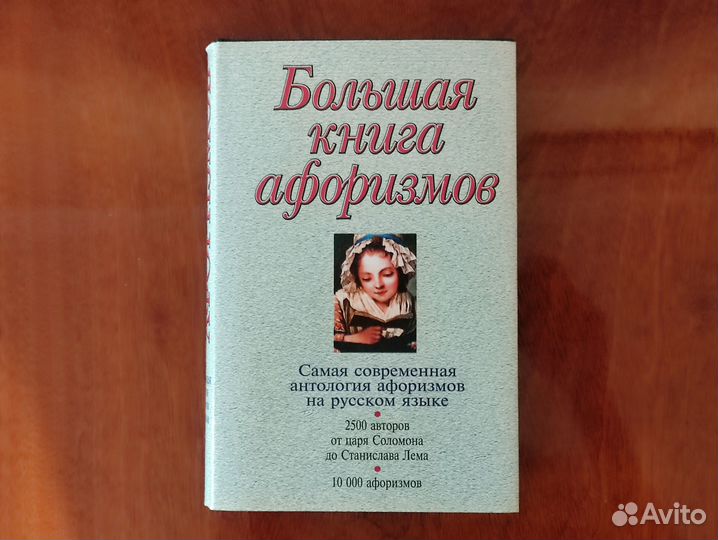 Большая
книга
афоризмов
Самая современная
антология афоризмов
на русском языке
2500 авторов
от царя Соломона
до Станислава Лема
10 000 афоризмов
Avito